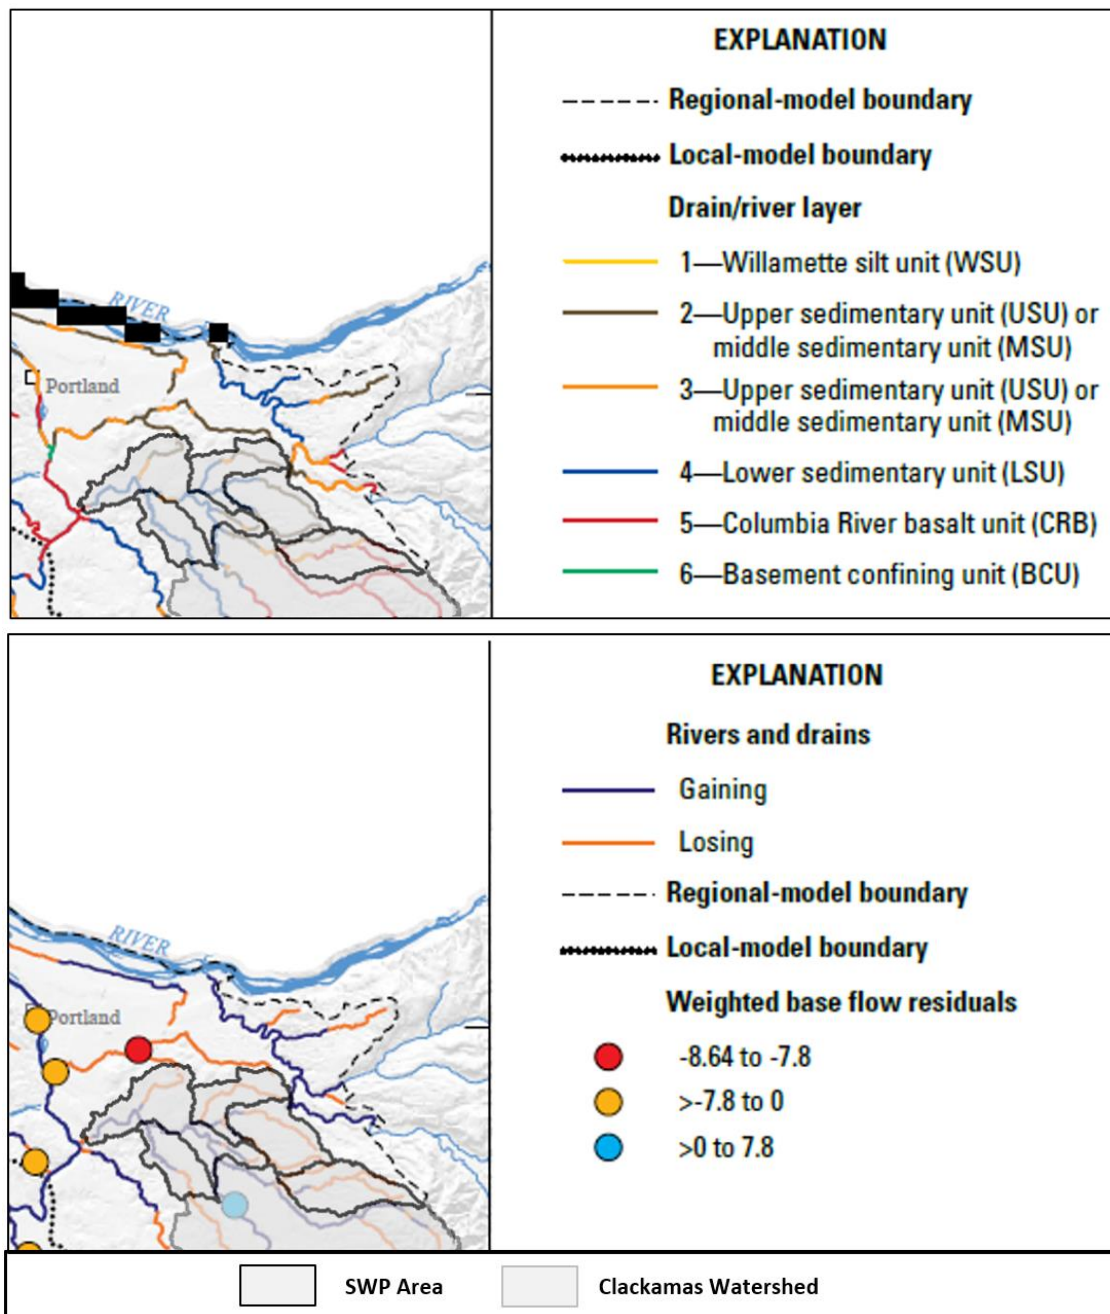 EXPLANATION
Regional-model boundary
Local-model boundary
Drain/river layer
1—Willamette silt unit (WSU)
2—Upper sedimentary unit (USU) or
middle sedimentary unit (MSU)
3—Upper sedimentary unit (USU) or
middle sedimentary unit (MSU)
4—Lower sedimentary unit (LSU)
5—Columbia River basalt unit (CRB)
6—Basement confining unit (BCU)
RIVER
Portland
EXPLANATION
Rivers and drains
Gaining
Losing
Regional-model boundary
Local-model boundary
Weighted base flow residuals
-8.64 to -7.8
>-7.8 to 0
>0 to 7.8
RIVER
Portland
SWP Area
Clackamas Watershed